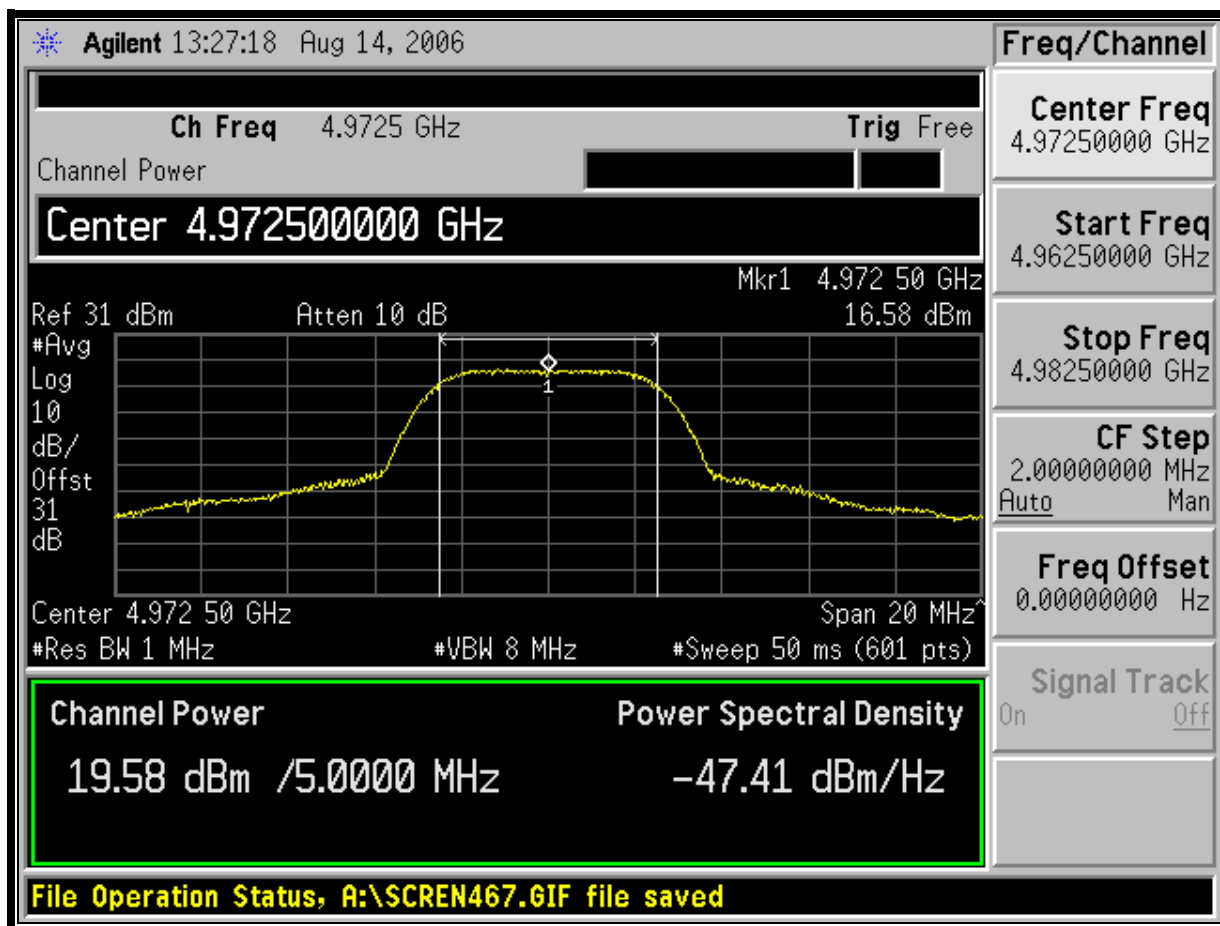 Agilent 13:27:18 Aug 14, 2006
Freq/Channel
Ch Freq 4.9725 GHz Trig Free
Channel Power
Center 4.972500000 GHz
Mkr1 4.972 50 GHz
Ref 31 dBm Atten 10 dB 16.58 dBm
#Avg
Log
10
dB/
Offst
31
dB
1
Center 4.972 50 GHz Span 20 MHz^
#Res BW 1 MHz #VBW 8 MHz #Sweep 50 ms (601 pts)
Channel Power Power Spectral Density
19.58 dBm /5.0000 MHz -47.41 dBm/Hz
File Operation Status, A:\SCREN467.GIF file saved
Center Freq
4.97250000 GHz
Start Freq
4.96250000 GHz
Stop Freq
4.98250000 GHz
CF Step
2.00000000 MHz
Auto Man
Freq Offset
0.00000000 Hz
Signal Track
On Off